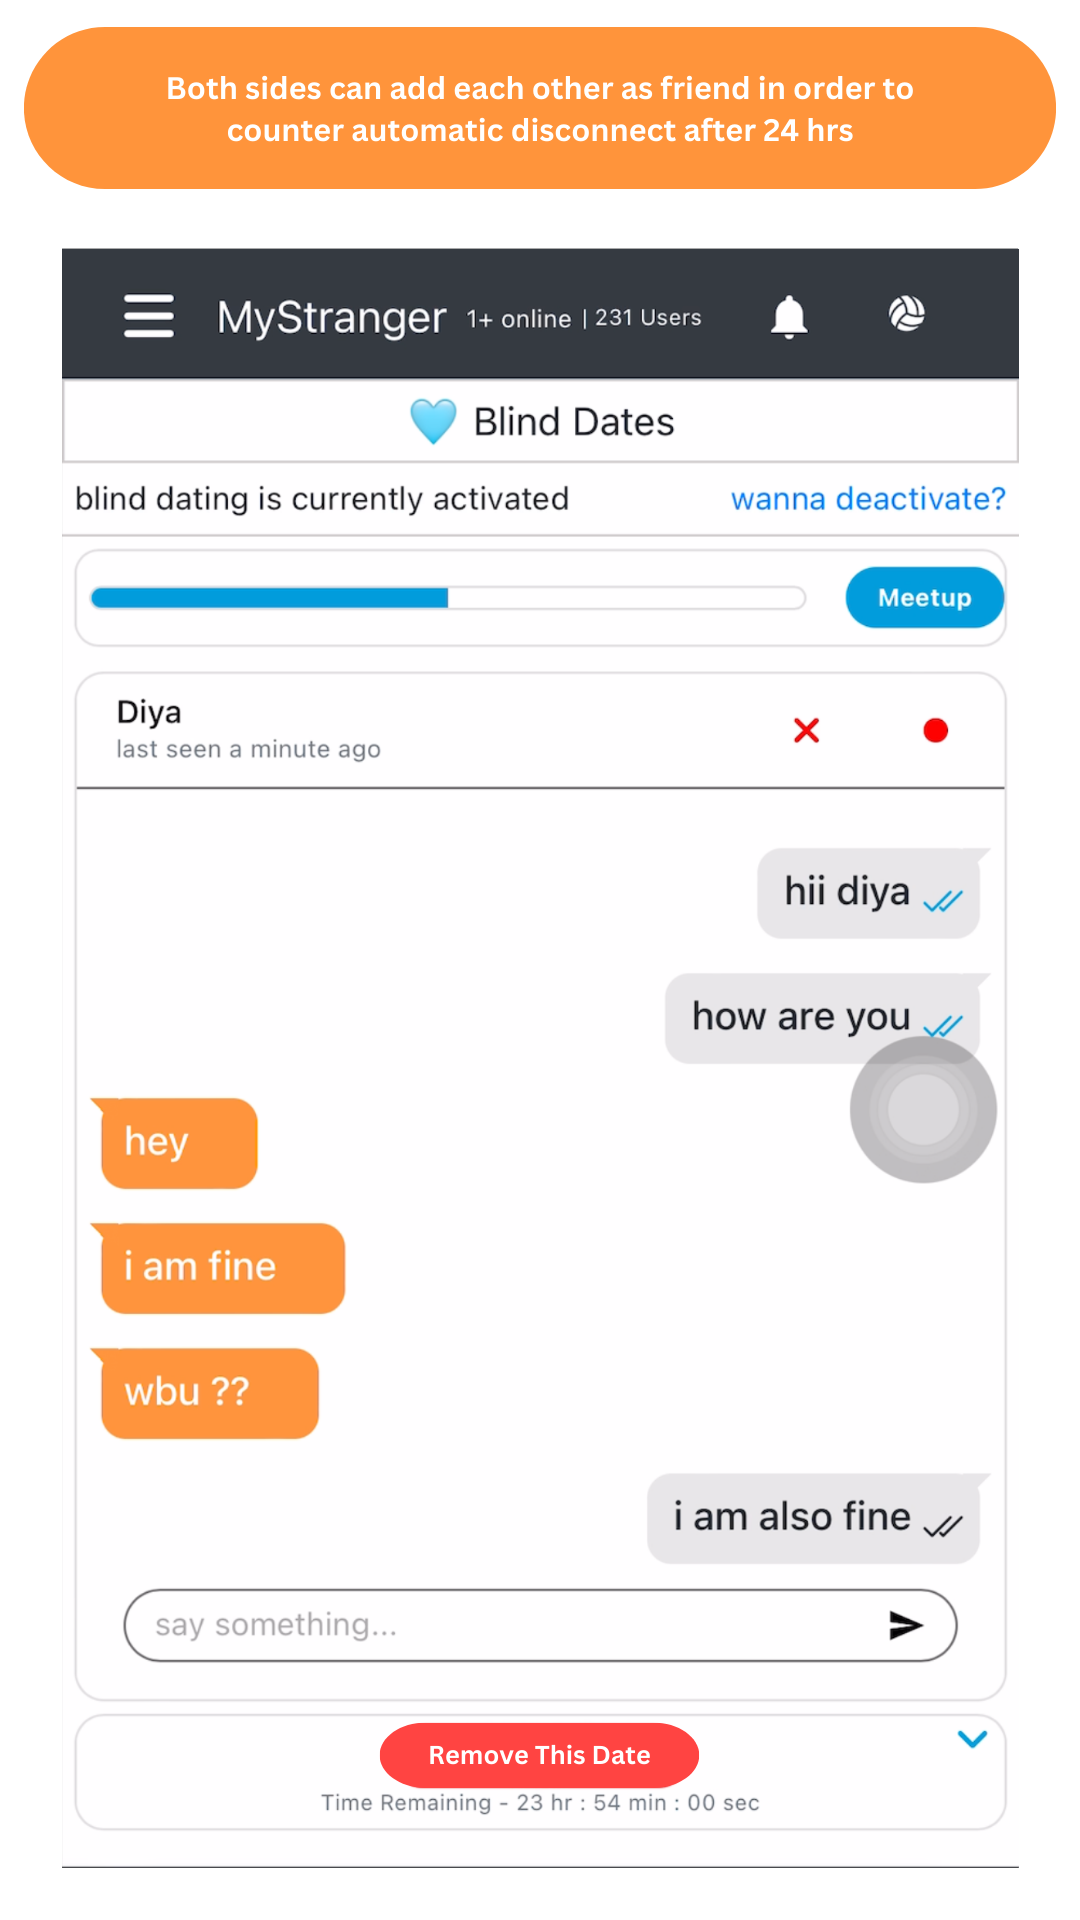 Both sides can add each other as friend in order to
counter automatic disconnect after 24 hrs
MyStranger 1+ online | 231 Users
🩵 Blind Dates
blind dating is currently activated wanna deactivate?
Meetup
Diya
last seen a minute ago
hii diya
how are you
hey
i am fine
wbu ??
i am also fine
say something...
Remove This Date
Time Remaining - 23 hr : 54 min : 00 sec